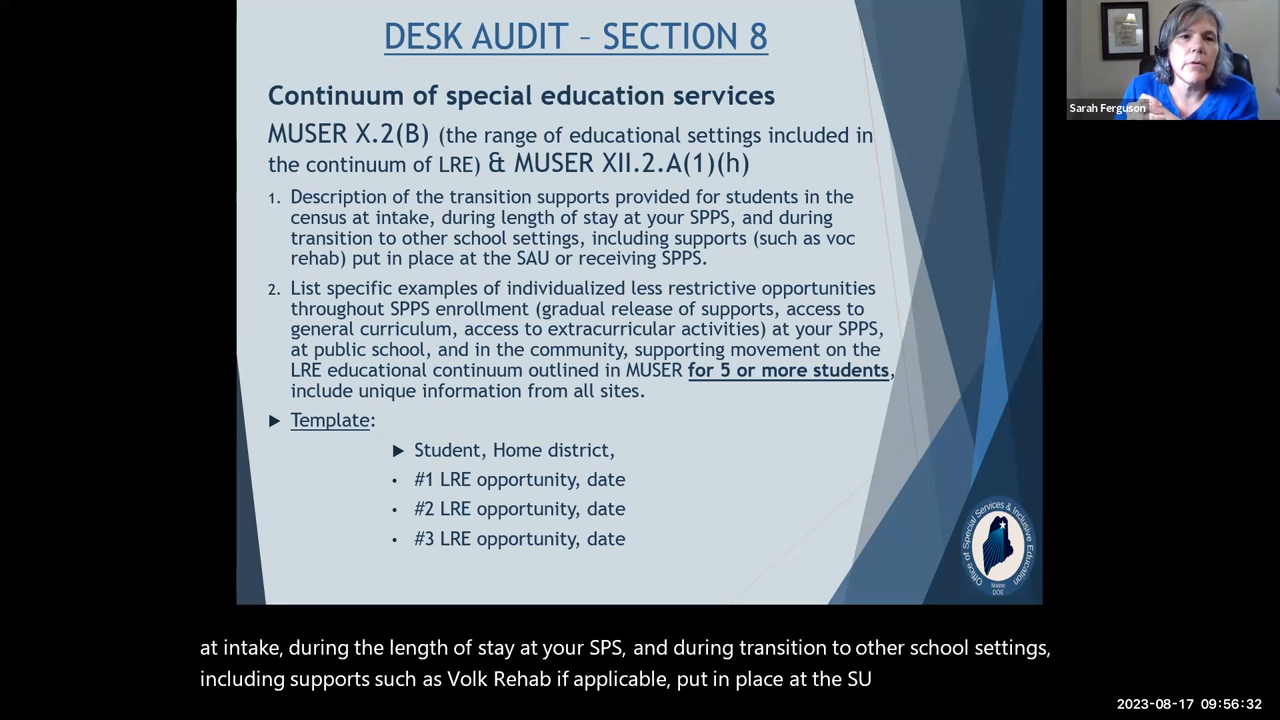 DESK AUDIT – SECTION 8
Continuum of special education services
MUSER X.2(B) (the range of educational settings included in
the continuum of LRE) & MUSER XII.2.A(1)(h)
1. Description of the transition supports provided for students in the
census at intake, during length of stay at your SPPS, and during
transition to other school settings, including supports (such as voc
rehab) put in place at the SAU or receiving SPPS.
2. List specific examples of individualized less restrictive opportunities
throughout SPPS enrollment (gradual release of supports, access to
general curriculum, access to extracurricular activities) at your SPPS,
at public school, and in the community, supporting movement on the
LRE educational continuum outlined in MUSER for 5 or more students,
include unique information from all sites.
Template:
Student, Home district,
#1 LRE opportunity, date
#2 LRE opportunity, date
#3 LRE opportunity, date
Office of Special Services & Inclusive Education
Maine
DOE
Sarah Ferguson
at intake, during the length of stay at your SPS, and during transition to other school settings,
including supports such as Volk Rehab if applicable, put in place at the SU
2023-08-17 09:56:32